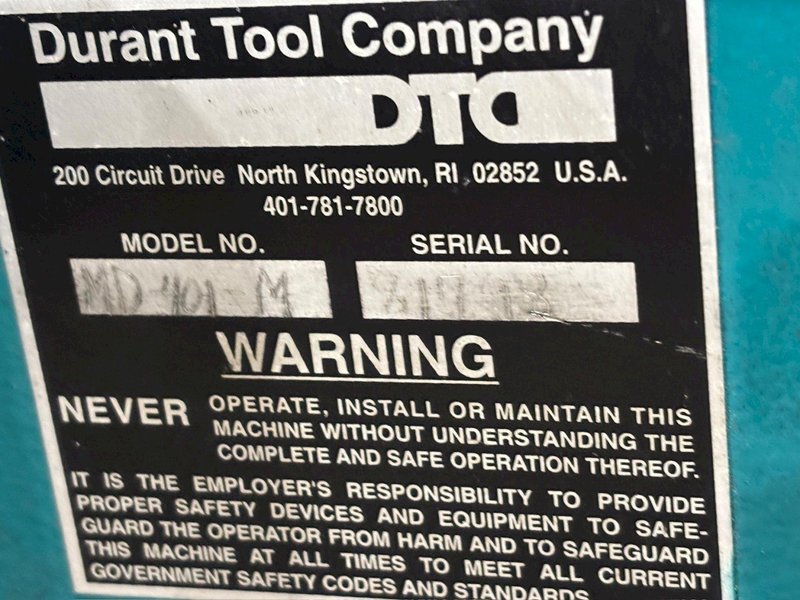 Durant Tool Company
DTC
200 Circuit Drive North Kingstown, RI 02852 U.S.A.
401-781-7800
MODEL NO. SERIAL NO.
MD-401-M
WARNING
NEVER OPERATE, INSTALL OR MAINTAIN THIS
MACHINE WITHOUT UNDERSTANDING THE
COMPLETE AND SAFE OPERATION THEREOF.
IT IS THE EMPLOYER'S RESPONSIBILITY TO PROVIDE
PROPER SAFETY DEVICES AND EQUIPMENT TO SAFE-
GUARD THE OPERATOR FROM HARM AND TO SAFEGUARD
THIS MACHINE AT ALL TIMES TO MEET ALL CURRENT
GOVERNMENT SAFETY CODES AND STANDARDS.